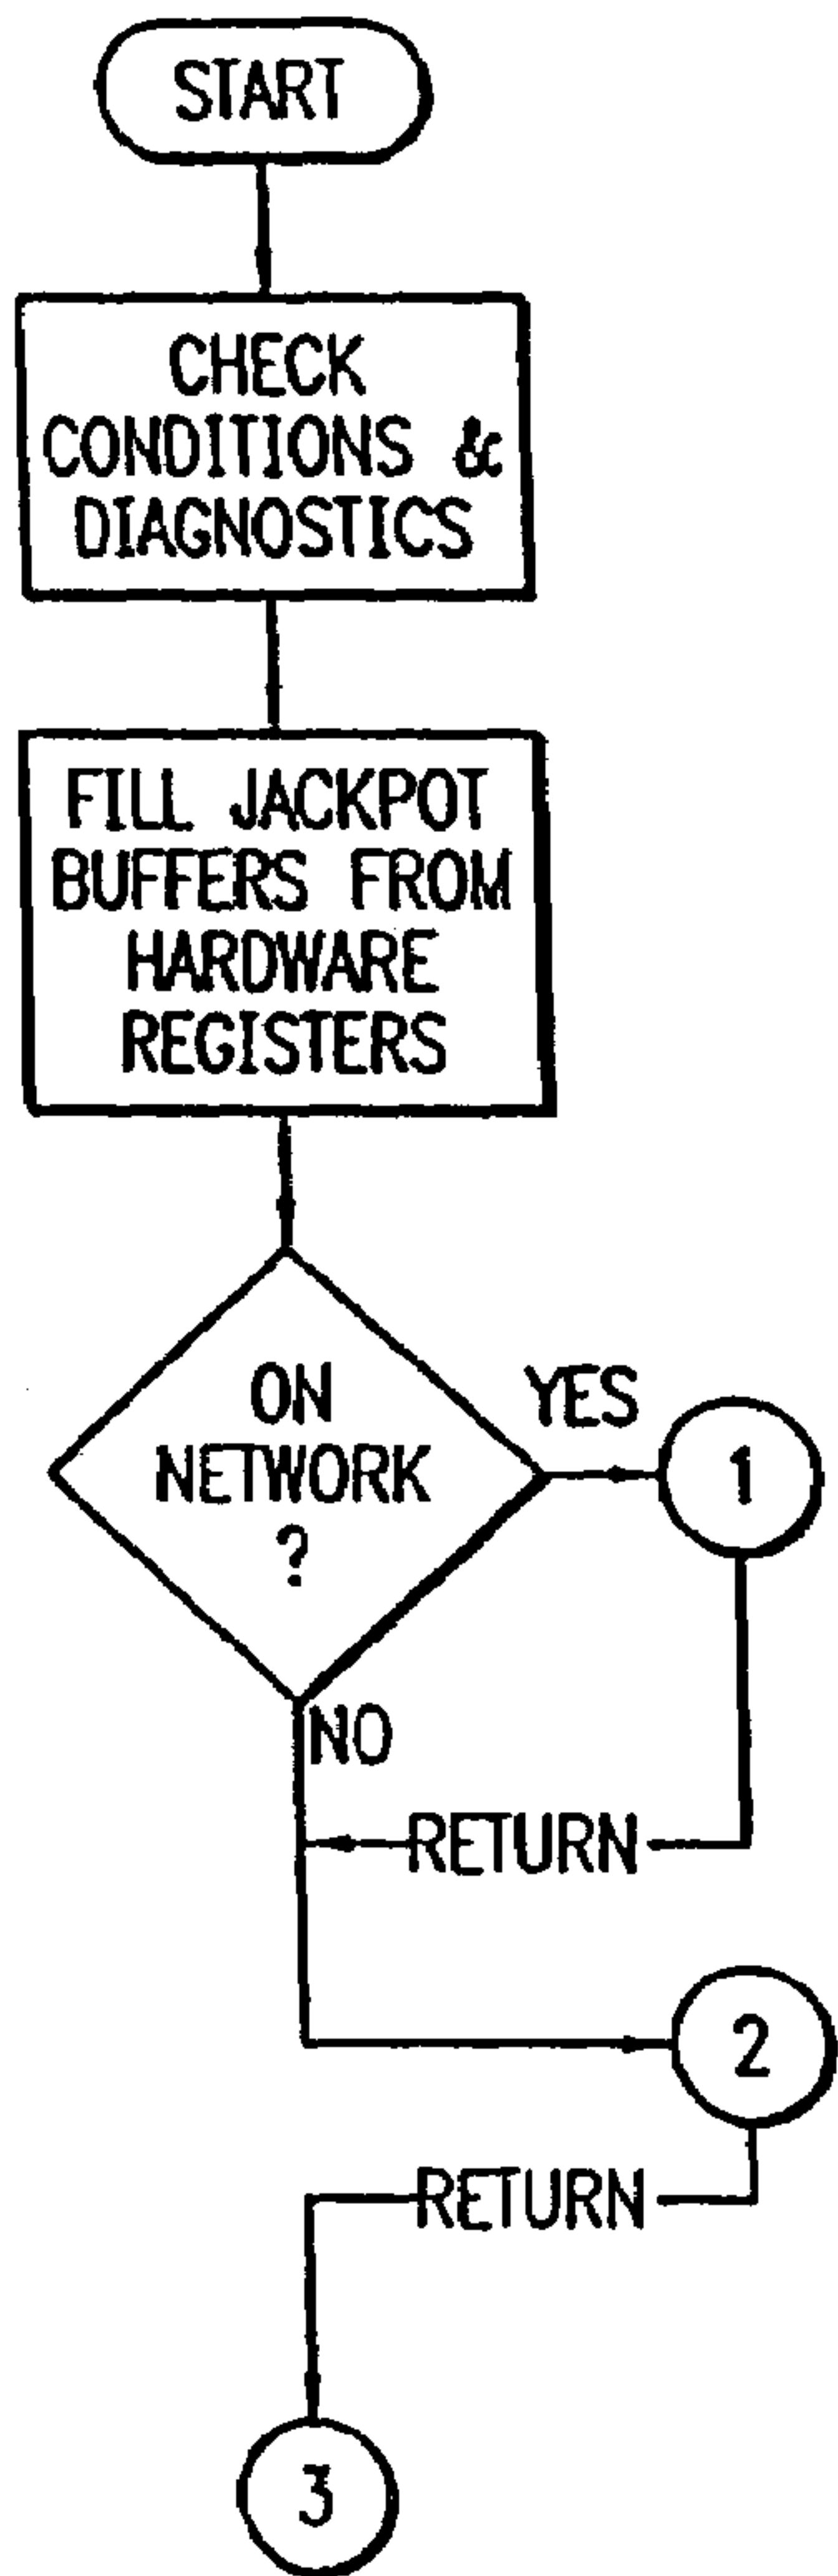 START
CHECK
CONDITIONS &
DIAGNOSTICS
FILL JACKPOT
BUFFERS FROM
HARDWARE
REGISTERS
ON
NETWORK
?
YES
1
NO
RETURN
2
RETURN
3